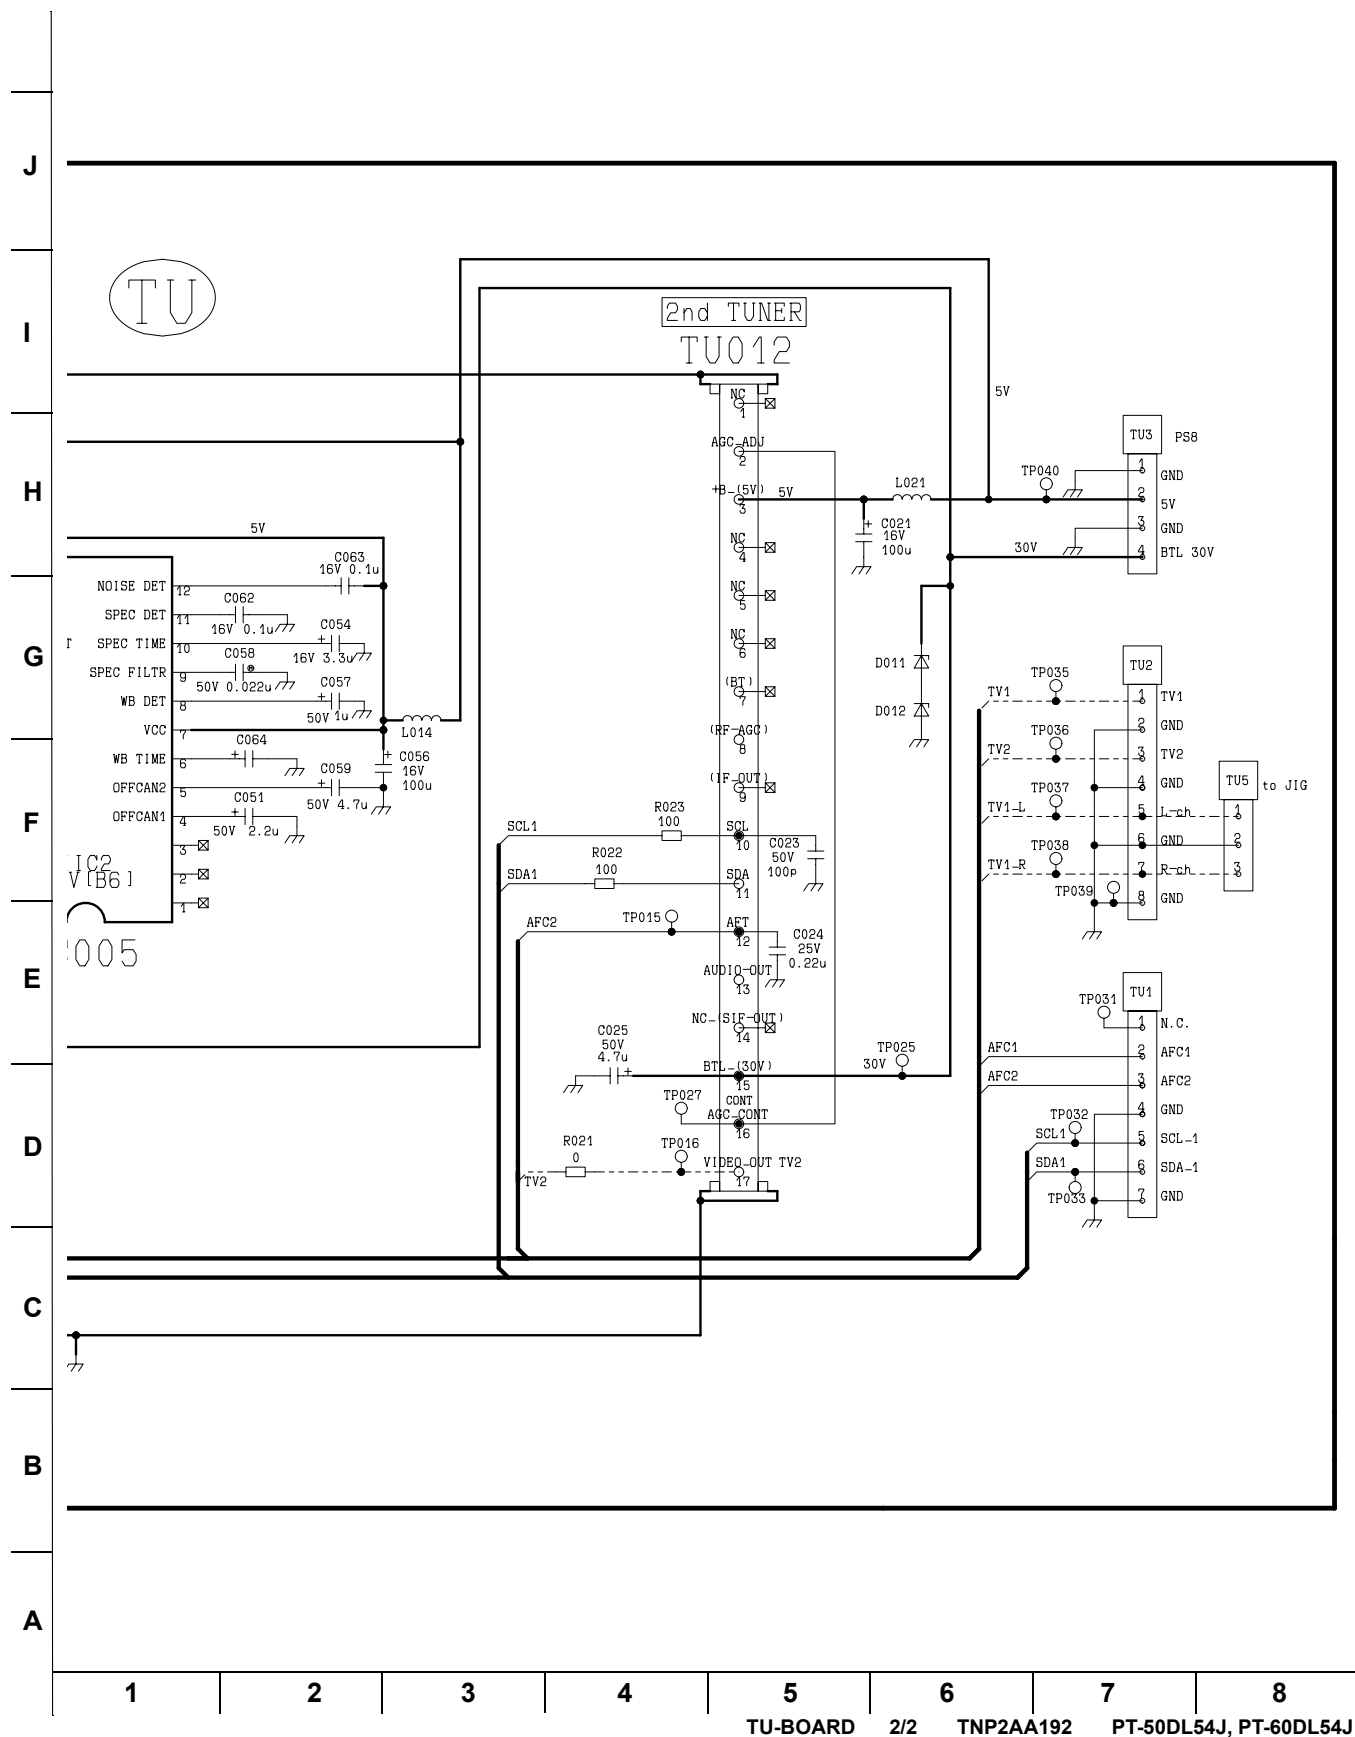 J
TU
I
2nd TUNER
TU012
5V
NC
1
AGC-ADJ
2
TU3
PS8
1
GND
TP040
2
5V
3
GND
4
BTL 30V
L021
+B-(5V)
3
5V
C021
16V
100u
30V
H
5V
NC
4
C063
16V 0.1u
NOISE DET
12
SPEC DET
11
C062
16V 0.1u
T
SPEC TIME
10
C054
16V 3.3u
SPEC FILTR
9
C058
50V 0.022u
WB DET
8
C057
50V 1u
VCC
7
L014
G
NC
5
NC
6
(BT)
7
D011
D012
TV1
TP035
TU2
1
TV1
2
GND
WB TIME
6
C064
C056
16V
100u
OFFCAN2
5
C059
50V 4.7u
OFFCAN1
4
C051
50V 2.2u
3
2
1
IC2
V[B6]
005
F
(RF-AGC)
8
(IF-OUT)
9
TV2
TP036
3
TV2
4
GND
TU5
to JIG
TV1-L
TP037
5
L-ch
1
6
GND
2
TV1-R
TP038
7
R-ch
3
TP039
8
GND
SCL1
R023
100
SCL
10
C023
50V
100p
SDA1
R022
100
SDA
11
AFC2
TP015
AFT
12
C024
25V
0.22u
E
AUDIO-OUT
13
NC-(SIF-OUT)
14
TP031
TU1
1
N.C.
AFC1
2
AFC1
AFC2
3
AFC2
4
GND
C025
50V
4.7u
BTL-(30V)
15
TP025
30V
TP027
CONT
AGC-CONT
16
D
SCL1
TP032
5
SCL-1
SDA1
TP033
6
SDA-1
7
GND
TV2
R021
0
TP016
VIDEO-OUT TV2
17
C
B
A
1 2 3 4 5 6 7 8
TU-BOARD 2/2 TNP2AA192 PT-50DL54J, PT-60DL54J